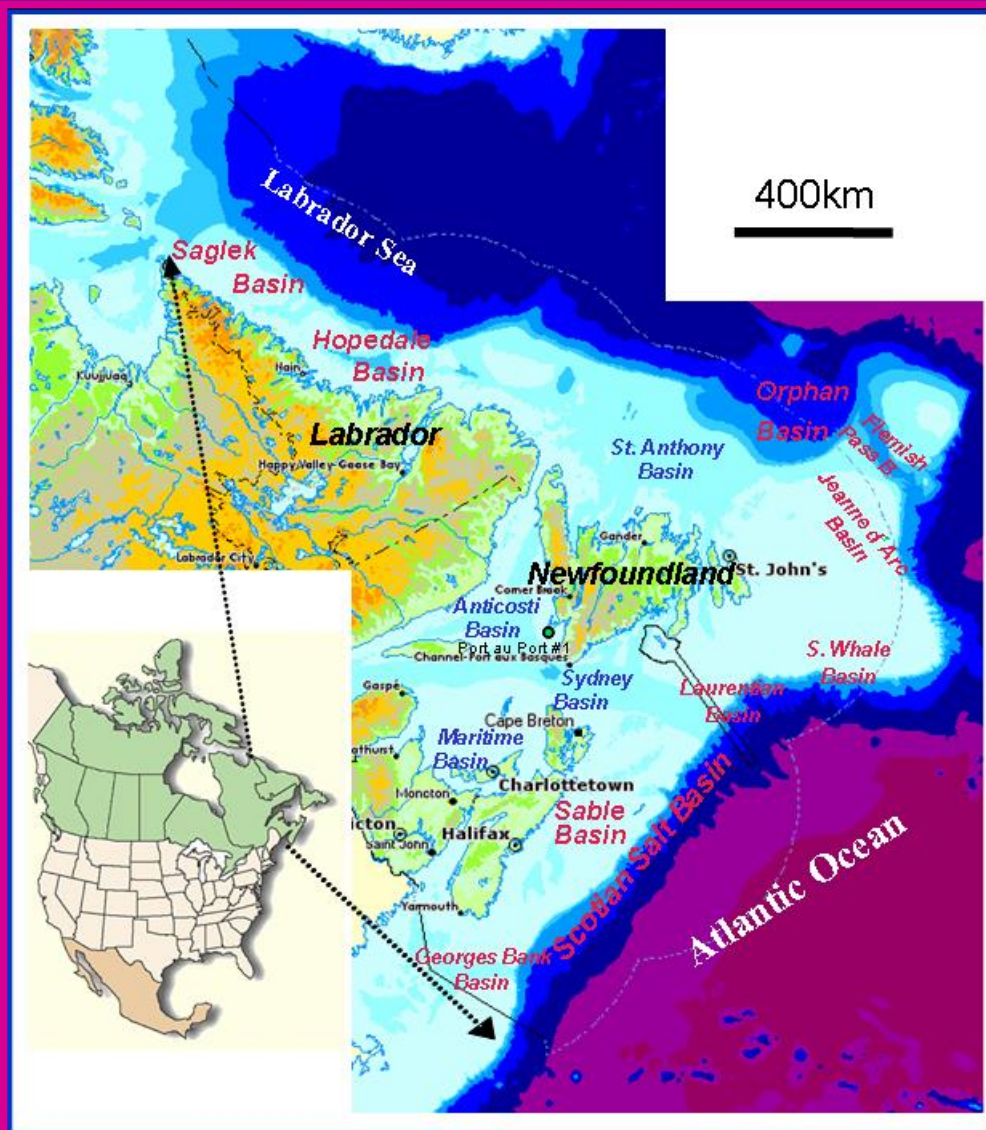 400km
Labrador Sea
Saglek
Basin
Hopedale
Basin
Kuujjuaq
Nain
Orphan
Basin
Flemish
Pass B.
Labrador
St. Anthony
Basin
Happy Valley-Goose Bay
Jeanne d'Arc
Basin
Gander
Labrador City
Newfoundland
St. John's
Corner Brook
Anticosti
Basin
Port au Port #1
Channel-Port aux Basques
S. Whale
Basin
Sydney
Basin
Laurentian
Basin
Gaspé
Cape Breton
athurst
Maritime
Basin
Charlottetown
Moncton
Sable
Basin
icton
Halifax
Saint John
Scotian Salt Basin
Atlantic Ocean
Yarmouth
Georges Bank
Basin